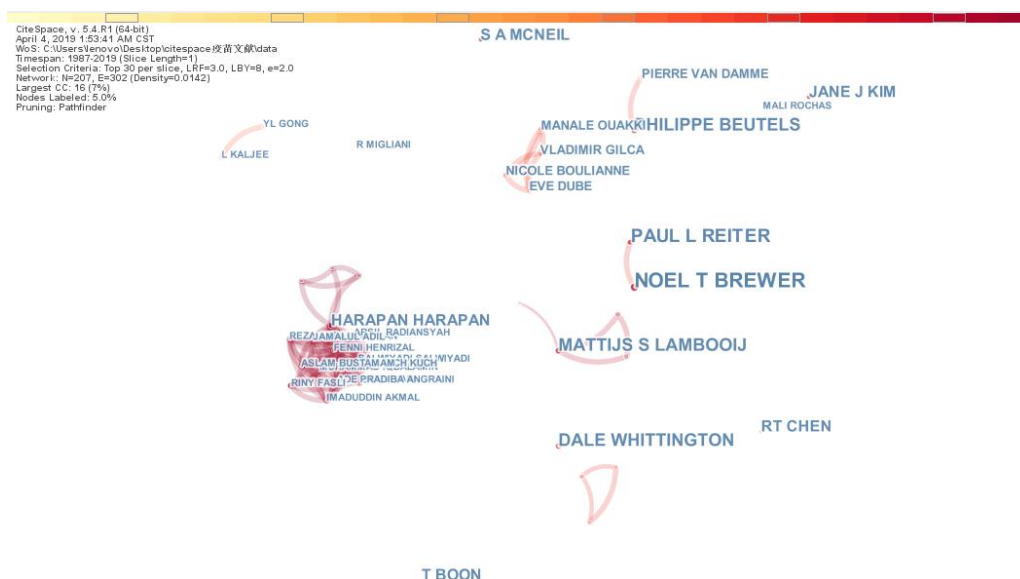 CiteSpace, v. 5.4.R1 (64-bit)
April 4, 2019 1:53:41 AM CST
WoS: C:\Users\lenovo\Desktop\citespace疫苗文献\data
Timespan: 1987-2019 (Slice Length=1)
Selection Criteria: Top 30 per slice, LRF=3.0, LBY=8, e=2.0
Network: N=207, E=302 (Density=0.0142)
Largest CC: 16 (7%)
Nodes Labeled: 5.0%
Pruning: Pathfinder
S A MCNEIL
PIERRE VAN DAMME
JANE J KIM
MALI ROCHAS
YL GONG
MANALE OUAKKI
PHILIPPE BEUTELS
R MIGLIANI
VLADIMIR GILCA
L KALJEE
NICOLE BOULIANNE
EVE DUBE
PAUL L REITER
NOEL T BREWER
HARAPAN HARAPAN
RADIANSYAH
JAMALUL ADIL
FENNI HENRIZAL
MATTIJS S LAMBOOIJ
SALWIYADI
ASLAM BUSTAMAM
KUCH
RINY FASLI
PRADIBA
ANGRAINI
IMADUDDIN AKMAL
RT CHEN
DALE WHITTINGTON
T BOON